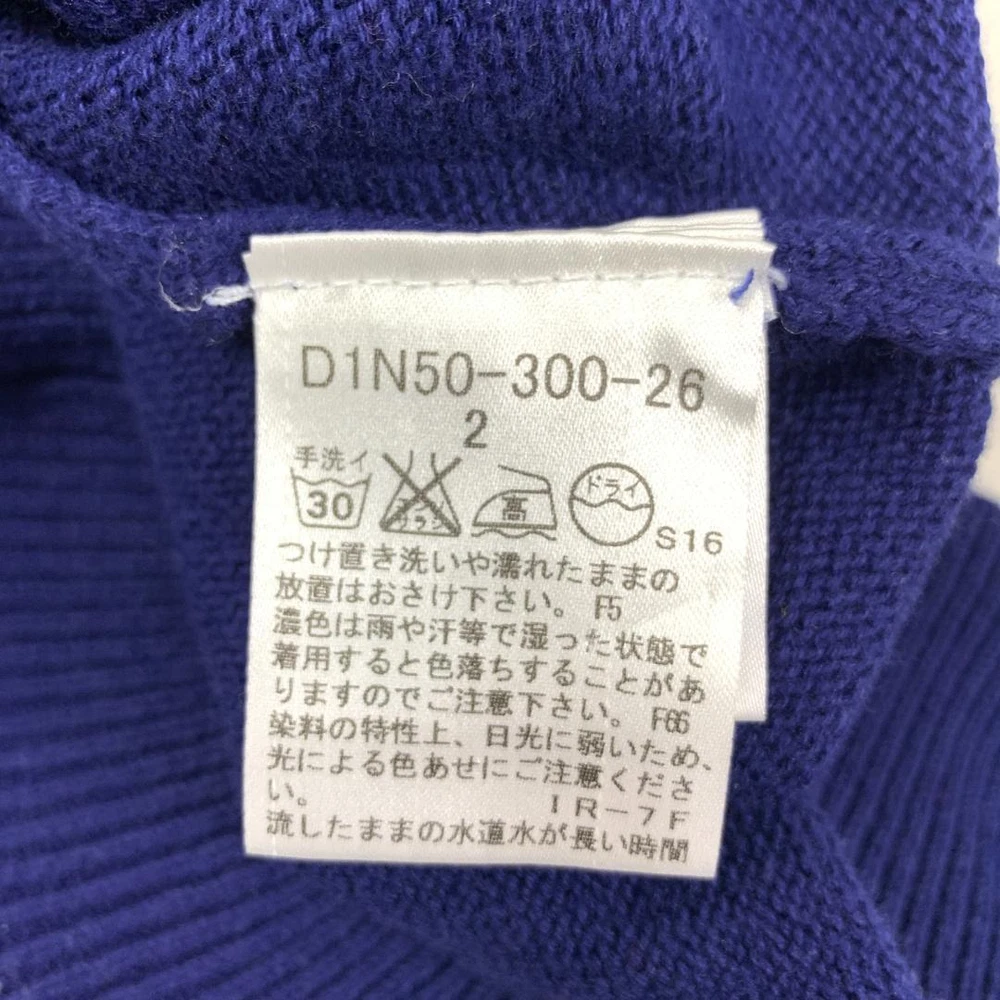 D1N50-300-26
2
手洗イ
30
エンソ
サラシ
高
ドライ
S16
つけ置き洗いや濡れたままの
放置はおさけ下さい。 F5
濃色は雨や汗等で湿った状態で
着用すると色落ちすることがあ
りますのでご注意下さい。 F66
染料の特性上、日光に弱いため、
光による色あせにご注意くださ
い。 IR-7F
流したままの水道水が長い時間